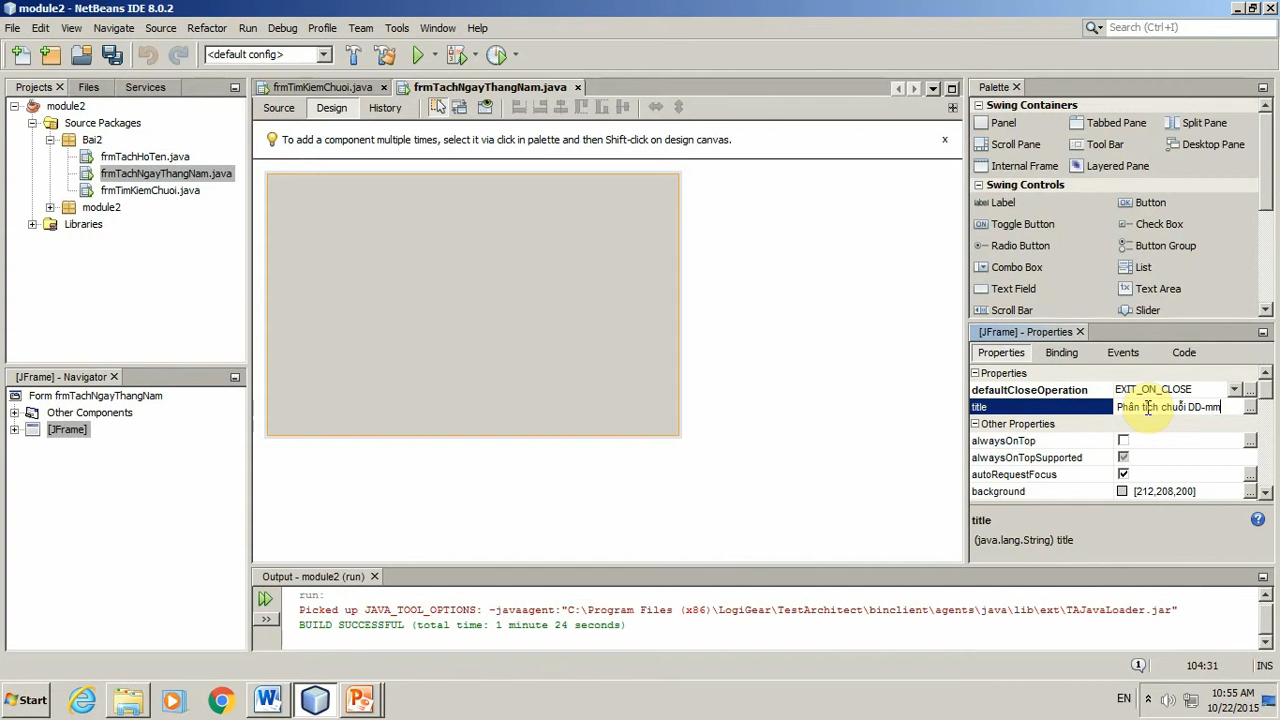 module2 - NetBeans IDE 8.0.2
File Edit View Navigate Source Refactor Run Debug Profile Team Tools Window Help
Search (Ctrl+I)
<default config>
Projects Files Services
module2
Source Packages
Bai2
frmTachHoTen.java
frmTachNgayThangNam.java
frmTimKiemChuoi.java
module2
Libraries
[JFrame] - Navigator
Form frmTachNgayThangNam
Other Components
[JFrame]
frmTimKiemChuoi.java frmTachNgayThangNam.java
Source Design History
To add a component multiple times, select it via click in palette and then Shift-click on design canvas.
x
Palette
Swing Containers
Panel Tabbed Pane Split Pane
Scroll Pane Tool Bar Desktop Pane
Internal Frame Layered Pane
Swing Controls
label Label OK Button
ON Toggle Button Check Box
Radio Button Button Group
Combo Box List
Text Field Text Area
Scroll Bar Slider
[JFrame] - Properties
Properties Binding Events Code
Properties
defaultCloseOperation EXIT_ON_CLOSE
title Phân tích chuỗi DD-mm
Other Properties
alwaysOnTop
alwaysOnTopSupported
autoRequestFocus
background [212,208,200]
title
(java.lang.String) title
Output - module2 (run)
run:
Picked up JAVA_TOOL_OPTIONS: -javaagent:"C:\Program Files (x86)\LogiGear\TestArchitect\binclient\agents\java\lib\ext\TAJavaLoader.jar"
BUILD SUCCESSFUL (total time: 1 minute 24 seconds)
104:31 INS
Start
EN
10:55 AM
10/22/2015